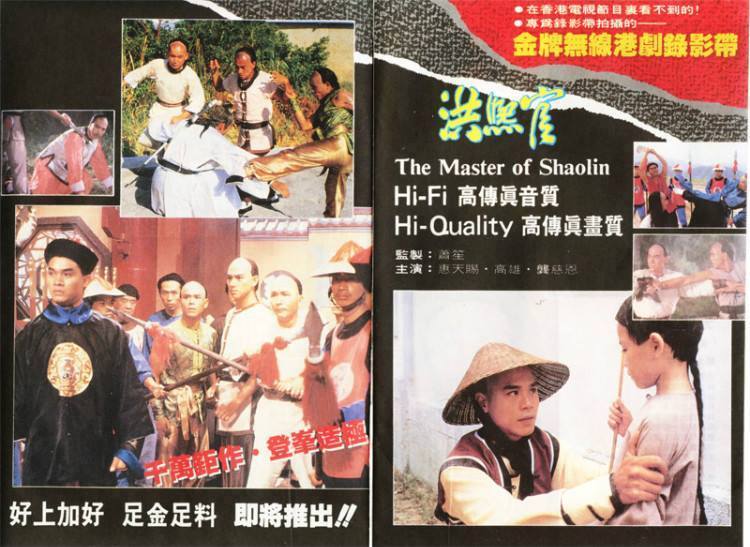 在香港電視節目裏看不到的!
專爲錄影帶拍攝的——
金牌無線港劇錄影帶
洪熙官
The Master of Shaolin
Hi-Fi 高傳眞音質
Hi-Quality 高傳眞畫質
監製:蕭笙
主演:惠天賜·高雄·龔慈恩
千萬鉅作·登峯造極
好上加好 足金足料 即將推出!!